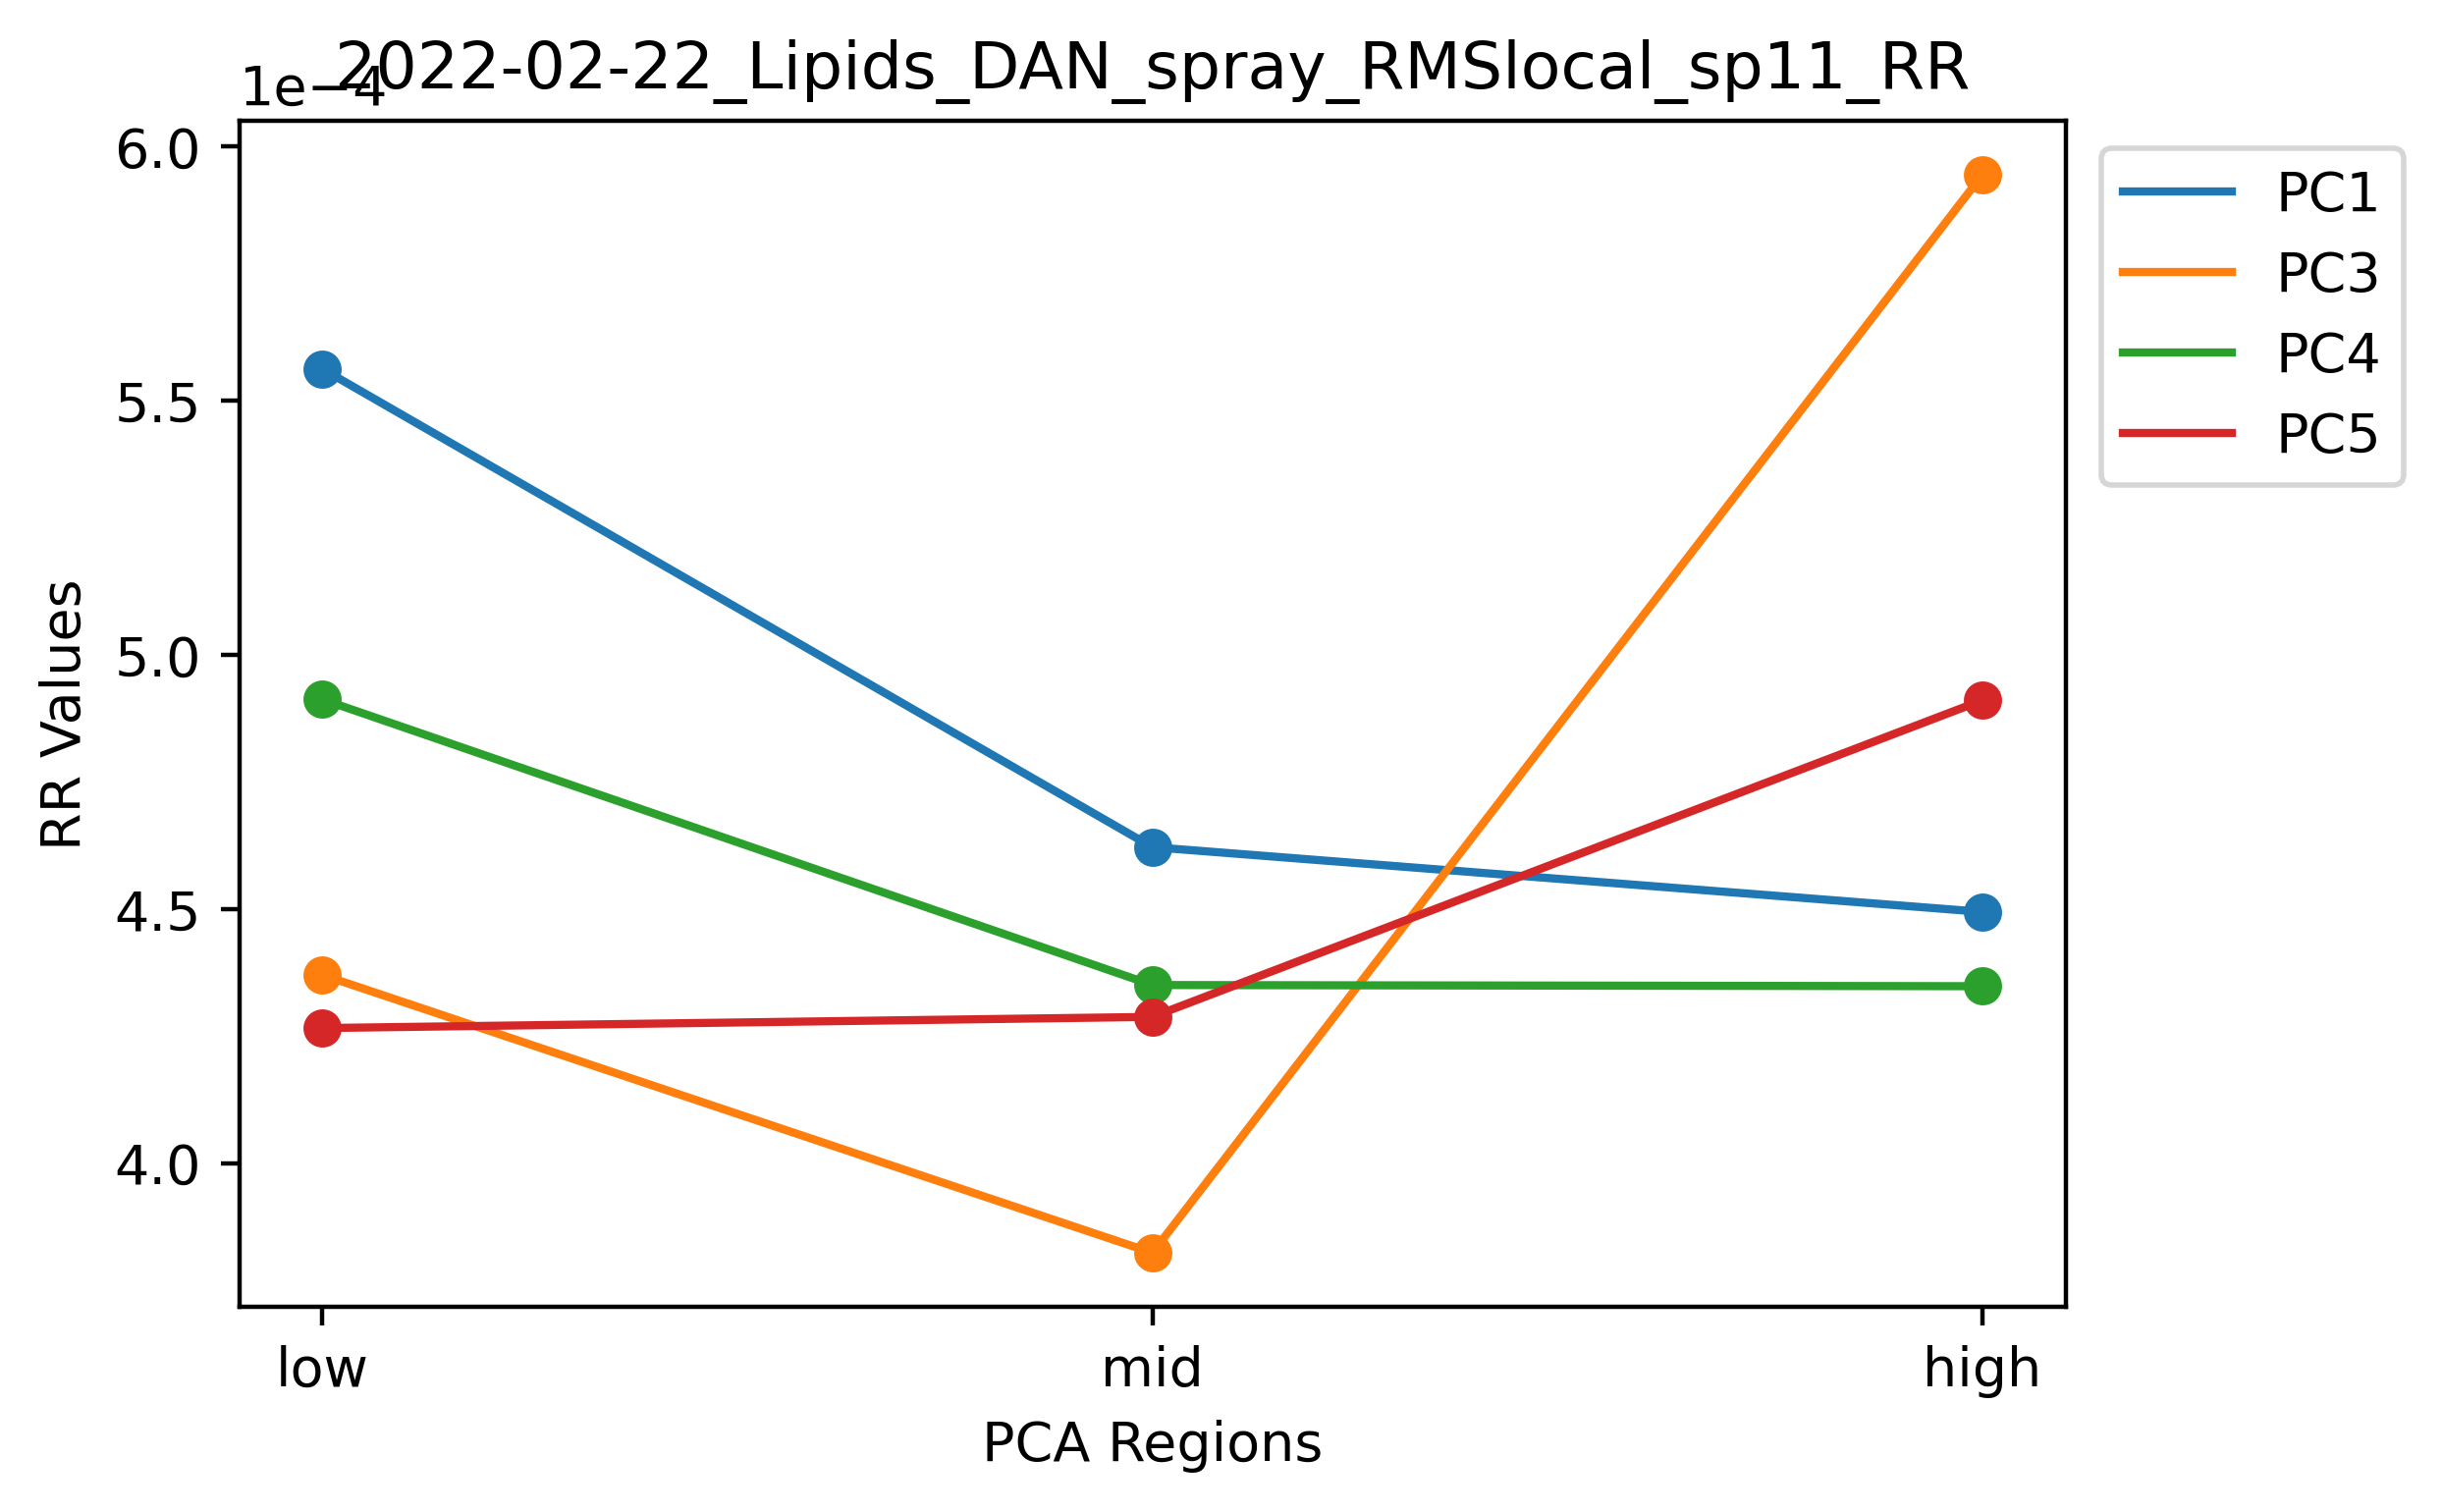 2022-02-22_Lipids_DAN_spray_RMSlocal_sp11_RR
1e−4
6.0
5.5
5.0
4.5
4.0
RR Values
low
mid
high
PCA Regions
PC1
PC3
PC4
PC5